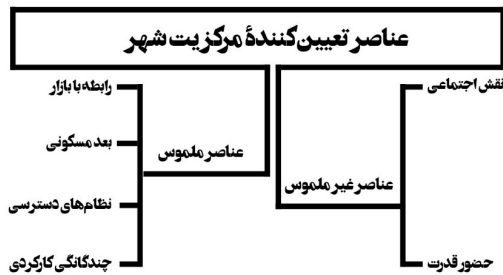 عناصر تعیین‌کنندهٔ مرکزیت شهر
نقش اجتماعی
عناصر غیر ملموس
حضور قدرت
رابطه با بازار
بعد مسکونی
عناصر ملموس
نظام‌های دسترسی
چندگانگی کارکردی